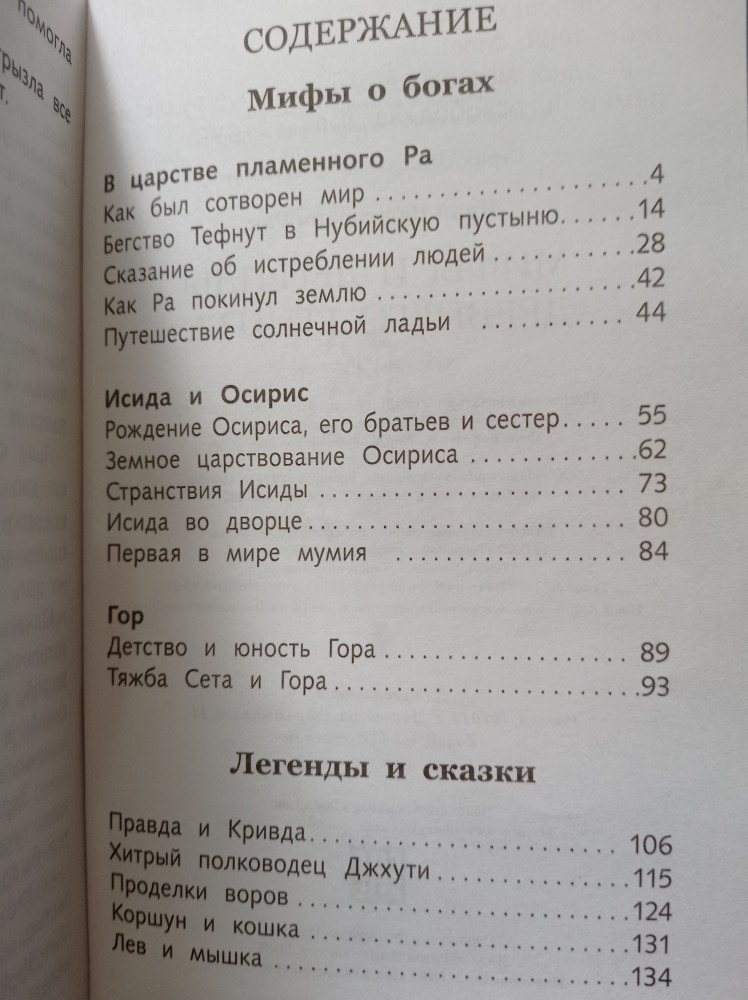 помогла
все
СОДЕРЖАНИЕ
Мифы о богах
В царстве пламенного Ра
Как был сотворен мир . . . . . . . . . . . . . . . . . . . . 4
Бегство Тефнут в Нубийскую пустыню. . . . . . 14
Сказание об истреблении людей . . . . . . . . . . . 28
Как Ра покинул землю . . . . . . . . . . . . . . . . . . . 42
Путешествие солнечной ладьи . . . . . . . . . . . 44
Исида и Осирис
Рождение Осириса, его братьев и сестер. . . . . 55
Земное царствование Осириса . . . . . . . . . . . . . 62
Странствия Исиды . . . . . . . . . . . . . . . . . . . . . . 73
Исида во дворце . . . . . . . . . . . . . . . . . . . . . . . 80
Первая в мире мумия . . . . . . . . . . . . . . . . . 84
Гор
Детство и юность Гора . . . . . . . . . . . . . . . . . . 89
Тяжба Сета и Гора . . . . . . . . . . . . . . . . . . . . . . 93
Легенды и сказки
Правда и Кривда. . . . . . . . . . . . . . . . . . . . . . 106
Хитрый полководец Джхути . . . . . . . . . . . . . . 115
Проделки воров . . . . . . . . . . . . . . . . . . . . . . . 124
Коршун и кошка . . . . . . . . . . . . . . . . . . . . . . . 131
Лев и мышка . . . . . . . . . . . . . . . . . . . . . . . . . 134